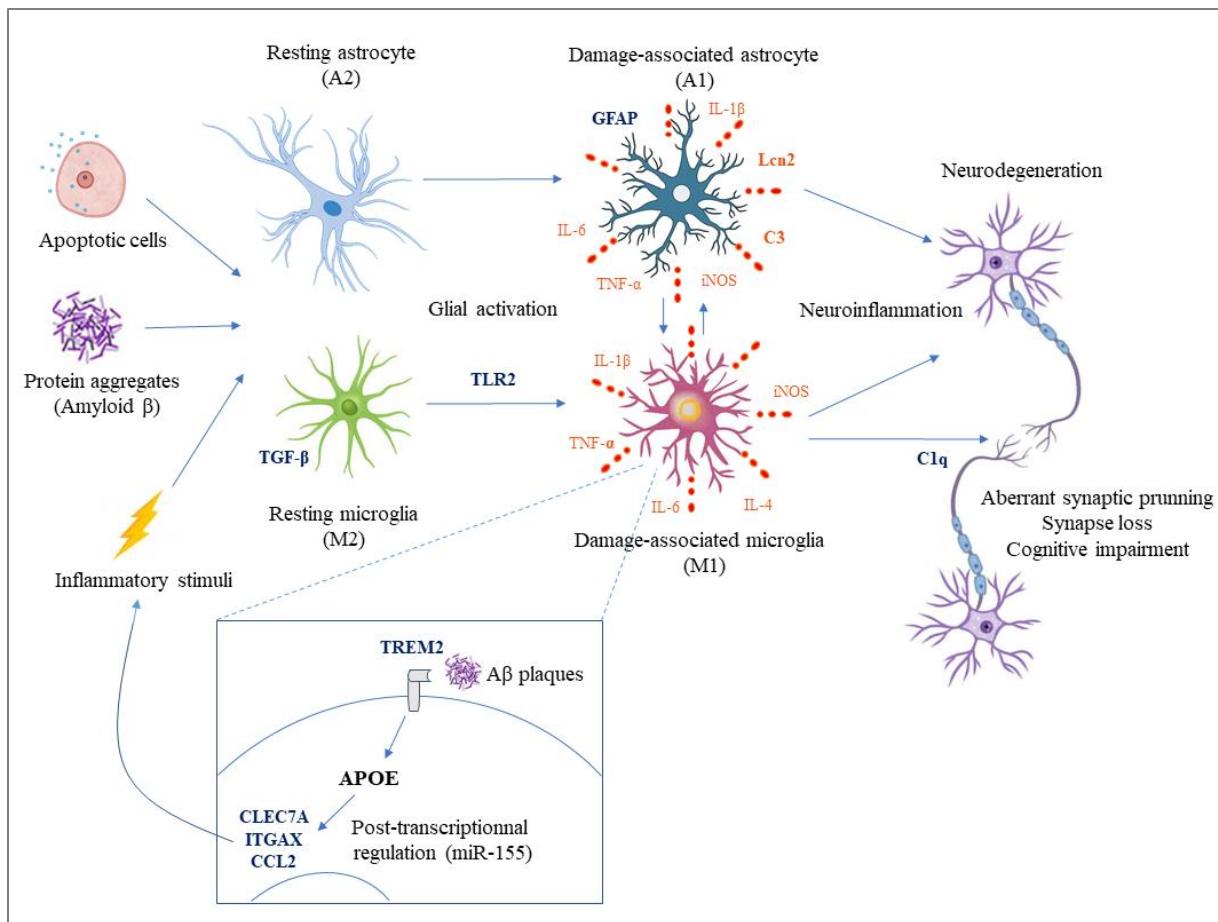 Resting astrocyte
(A2)
Damage-associated astrocyte
(A1)
GFAP
IL-1β
Lcn2
C3
iNOS
TNF-α
IL-6
Neurodegeneration
Apoptotic cells
Glial activation
Neuroinflammation
Protein aggregates
(Amyloid β)
TGF-β
TLR2
IL-1β
iNOS
TNF-α
IL-6
IL-4
C1q
Resting microglia
(M2)
Damage-associated microglia
(M1)
Aberrant synaptic prunning
Synapse loss
Cognitive impairment
Inflammatory stimuli
TREM2
Aβ plaques
APOE
CLEC7A
ITGAX
CCL2
Post-transcriptionnal
regulation (miR-155)